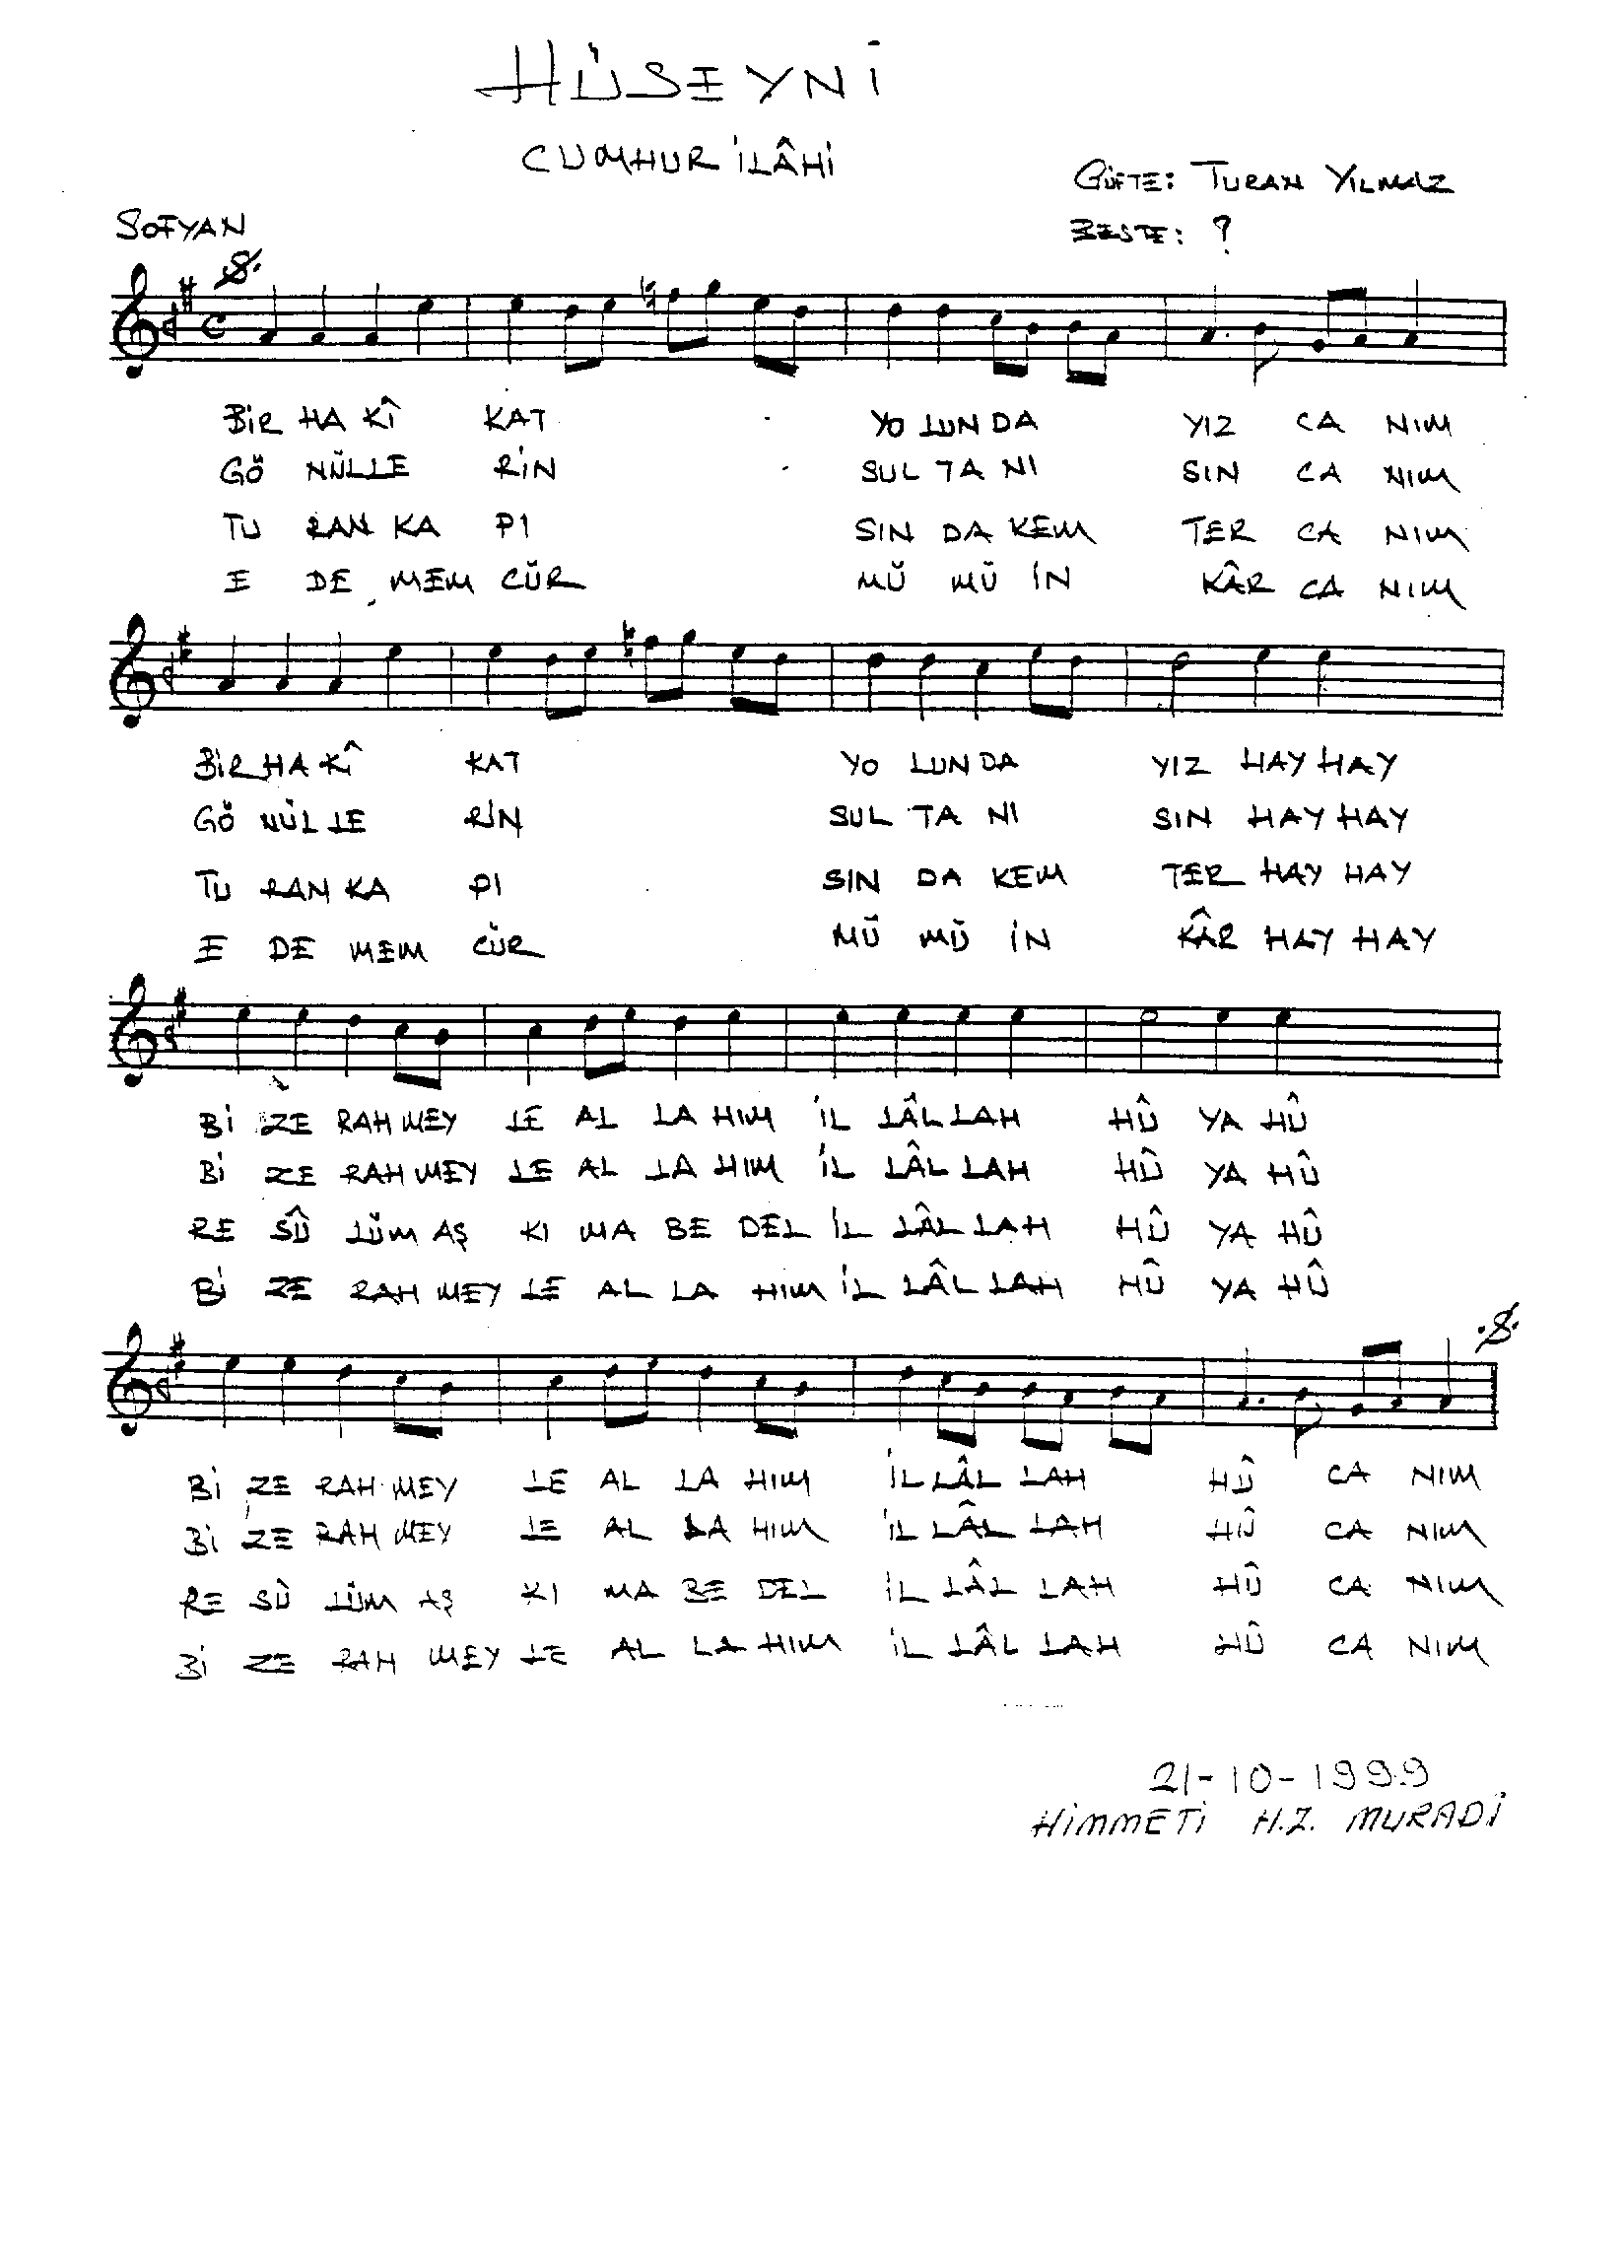 HÜSEYNİ
CUMHUR İLÂHİ
GÜFTE: TURAN YILMAZ
SOFYAN
BESTE: ?
BİR HA KÎ KAT YO LUN DA YIZ CA NIM
GÖ NÜL LE RİN SUL TA NI SIN CA NIM
TU RAN KA PI SIN DA KEM TER CA NIM
E DE MEM CÜR MÜ MÜ İN KÂR CA NIM
BİR HA KÎ KAT YO LUN DA YIZ HAY HAY
GÖ NÜL LE RİN SUL TA NI SIN HAY HAY
TU RAN KA PI SIN DA KEM TER HAY HAY
E DE MEM CÜR MÜ MÜ İN KÂR HAY HAY
Bİ ZE RAH MEY LE AL LA HIM İL LÂL LAH HÛ YA HÛ
Bİ ZE RAH MEY LE AL LA HIM İL LÂL LAH HÛ YA HÛ
RE SÛ LÜM AŞ KI MA BE DEL İL LÂL LAH HÛ YA HÛ
Bİ ZE RAH MEY LE AL LA HIM İL LÂL LAH HÛ YA HÛ
Bİ ZE RAH MEY LE AL LA HIM İL LÂL LAH HÛ CA NIM
Bİ ZE RAH MEY LE AL LA HIM İL LÂL LAH HÛ CA NIM
RE SÛ LÜM AŞ KI MA BE DEL İL LÂL LAH HÛ CA NIM
Bİ ZE RAH MEY LE AL LA HIM İL LÂL LAH HÛ CA NIM
21-10-1999
HİMMETİ H.Z. MURADİ